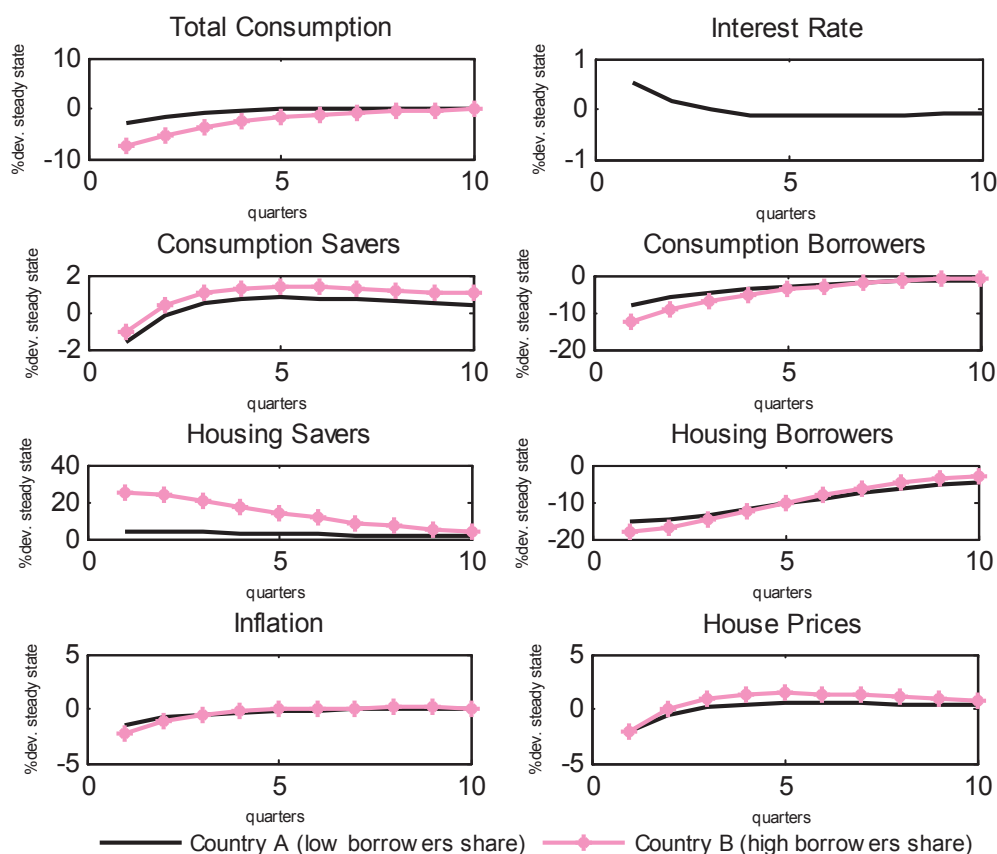 Total Consumption
Interest Rate
%dev. steady state
10
0
-10
0
5
10
quarters
%dev. steady state
1
0
-1
0
5
10
quarters
Consumption Savers
Consumption Borrowers
%dev. steady state
2
0
-2
0
5
10
quarters
%dev. steady state
0
-10
-20
0
5
10
quarters
Housing Savers
Housing Borrowers
%dev. steady state
40
20
0
0
5
10
quarters
%dev. steady state
0
-10
-20
0
5
10
quarters
Inflation
House Prices
%dev. steady state
5
0
-5
0
5
10
quarters
%dev. steady state
5
0
-5
0
5
10
quarters
Country A (low borrowers share)
Country B (high borrowers share)